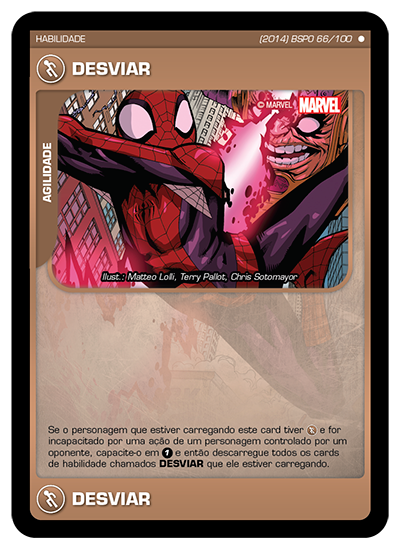 HABILIDADE (2014) BSPO 66/100 ●
DESVIAR
© MARVEL MARVEL
AGILIDADE
Ilust.: Matteo Lolli, Terry Pallot, Chris Sotomayor
Se o personagem que estiver carregando este card tiver e for
incapacitado por uma ação de um personagem controlado por um
oponente, capacite-o em 1 e então descarregue todos os cards
de habilidade chamados DESVIAR que ele estiver carregando.
DESVIAR